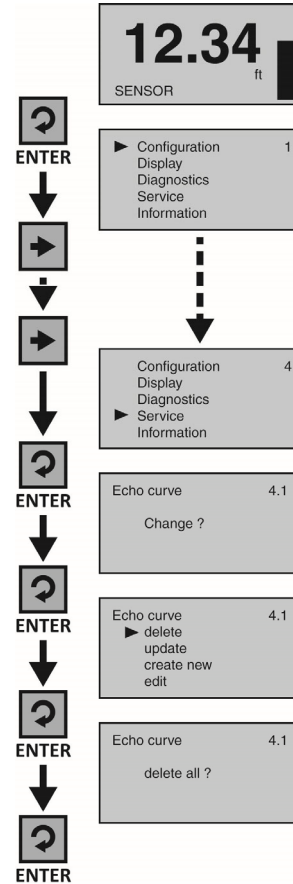 12.34
ft
SENSOR
ENTER
Configuration 1
Display
Diagnostics
Service
Information
Configuration 4
Display
Diagnostics
Service
Information
ENTER
Echo curve 4.1
Change ?
ENTER
Echo curve 4.1
delete
update
create new
edit
ENTER
Echo curve 4.1
delete all ?
ENTER